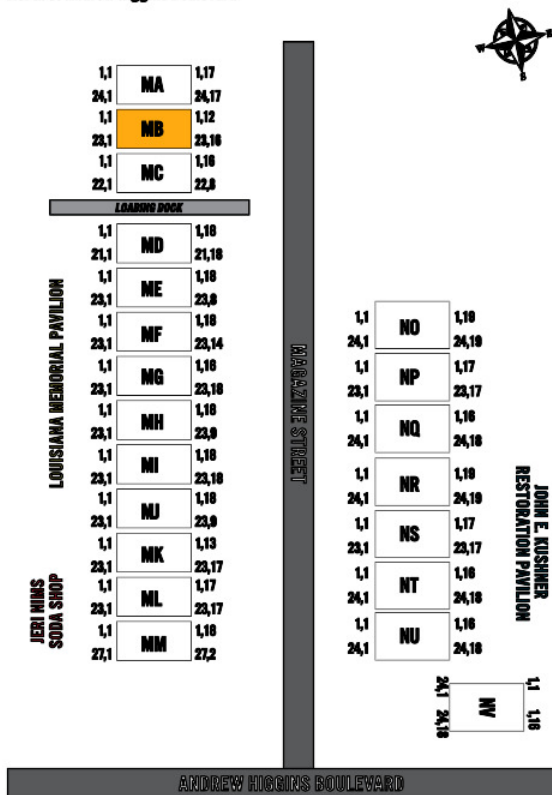 N
W
E
S
1,1 MA 1,17
24,1 24,17
1,1 MB 1,12
23,1 23,16
1,1 MC 1,16
22,1 22,8
LOADING DOCK
1,1 MD 1,18
21,1 21,18
1,1 ME 1,18
23,1 23,8
1,1 MF 1,18
23,1 23,14
1,1 MG 1,16
23,1 23,18
1,1 MH 1,18
23,1 23,9
1,1 MI 1,18
23,1 23,18
1,1 MJ 1,18
23,1 23,9
1,1 MK 1,13
23,1 23,17
1,1 ML 1,17
23,1 23,17
1,1 MM 1,18
27,1 27,2
LOUISIANA MEMORIAL PAVILION
JERI NIMS
SODA SHOP
MAGAZINE STREET
1,1 NO 1,19
24,1 24,19
1,1 NP 1,17
23,1 23,17
1,1 NQ 1,16
24,1 24,18
1,1 NR 1,19
24,1 24,19
1,1 NS 1,17
23,1 23,17
1,1 NT 1,16
24,1 24,18
1,1 NU 1,16
24,1 24,18
JOHN E. KUSHNER
RESTORATION PAVILION
24,1 1,1
NV
24,18 1,16
ANDREW HIGGINS BOULEVARD